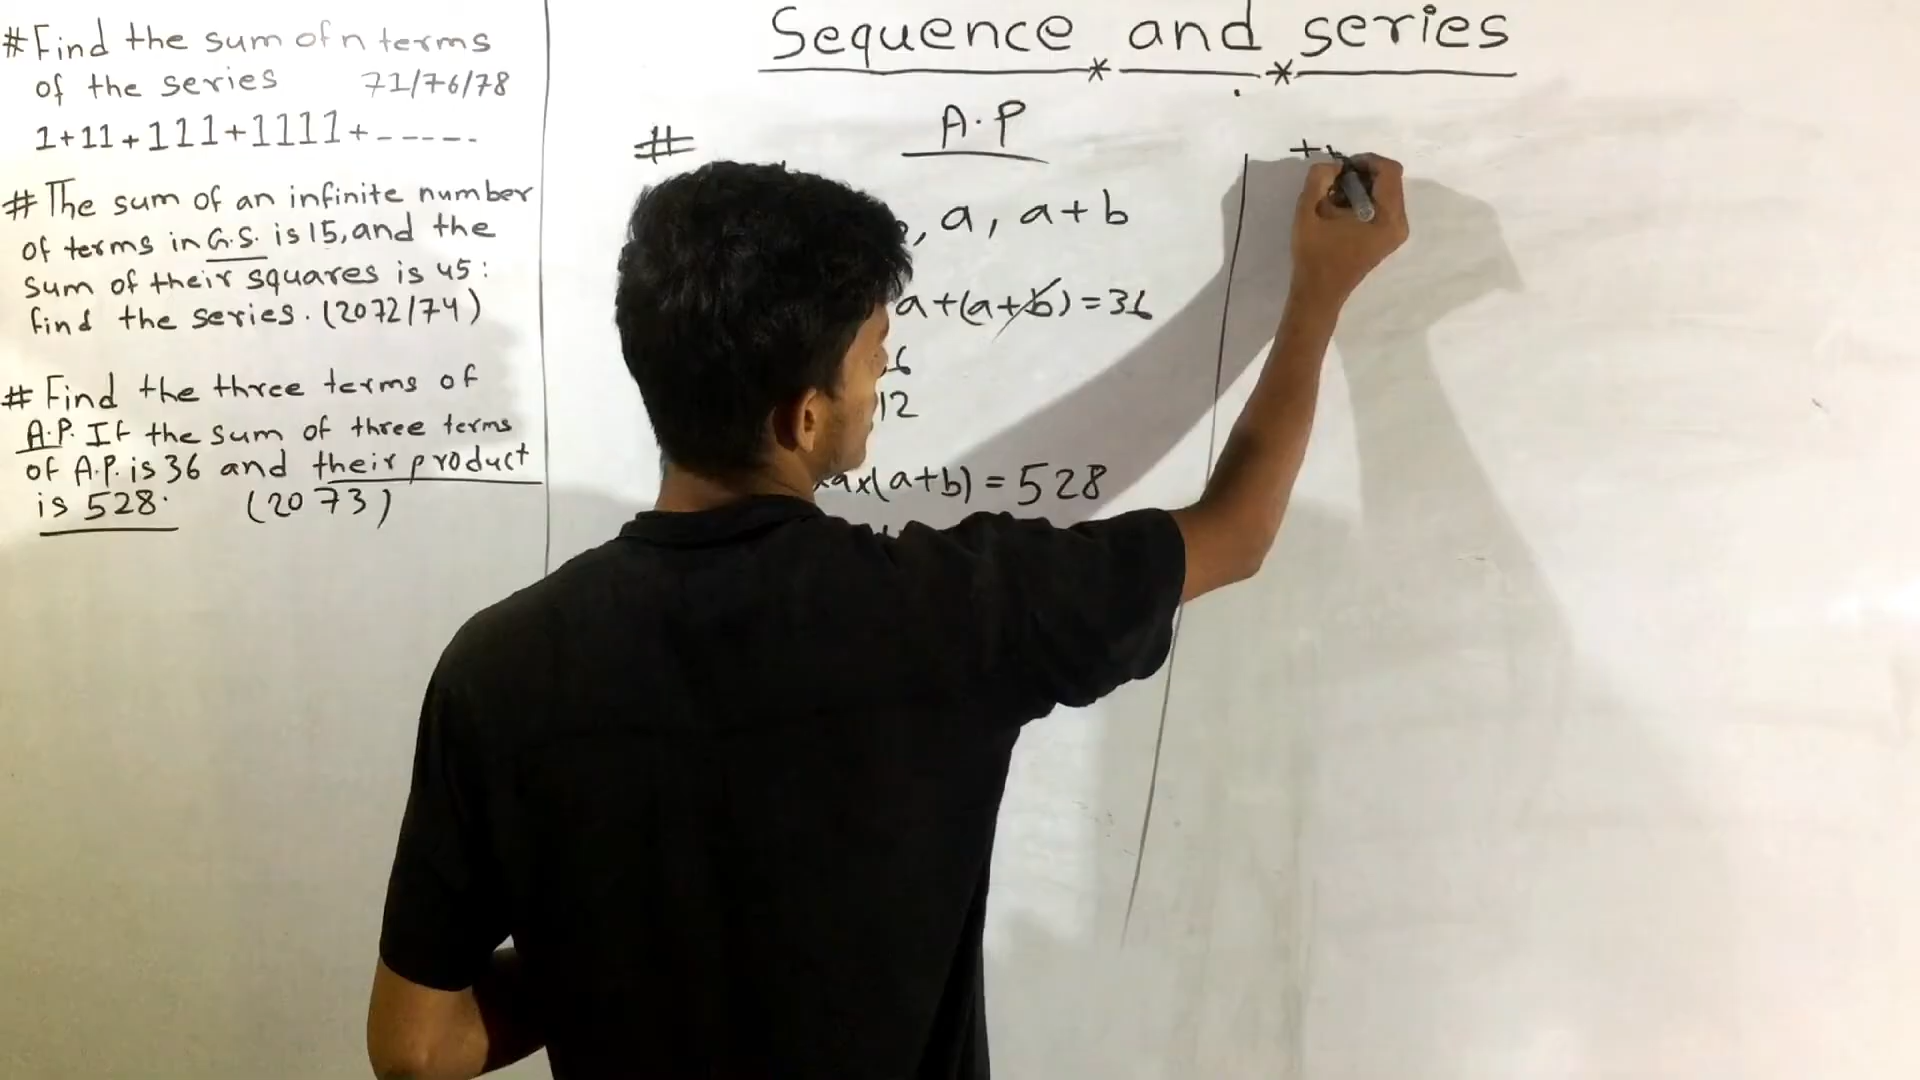 #Find the sum of n terms
of the series 71/76/78
1+11+111+1111+-----
#The sum of an infinite number
of terms in G.S. is 15, and the
sum of their squares is 45:
find the series. (2072/74)
# Find the three terms of
A.P. If the sum of three terms
of A.P. is 36 and their product
is 528. (2073)
Sequence and series
A.P
#
, a, a+b
a+(a+b)=36
6
12
xax(a+b) = 528